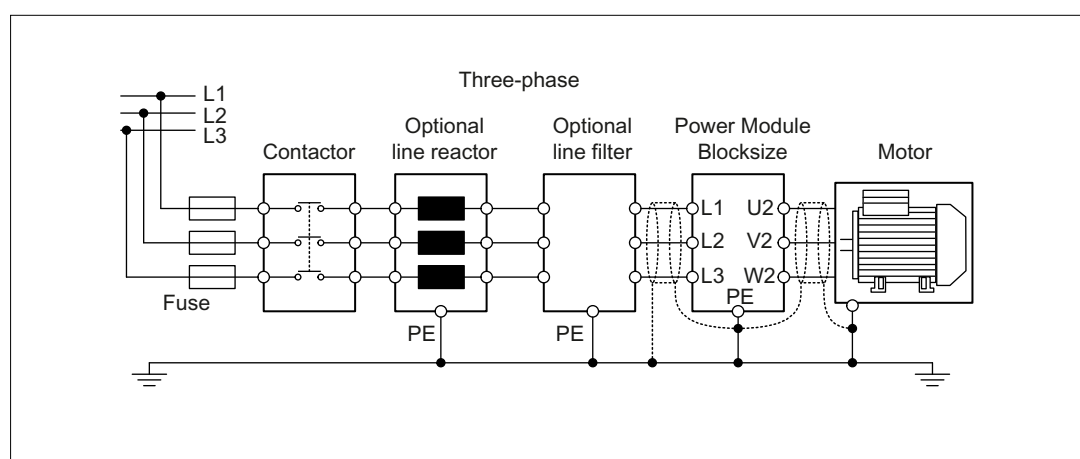 Three-phase
L1
L2
L3
Contactor
Optional
line reactor
Optional
line filter
Power Module
Blocksize
Motor
L1 U2
L2 V2
L3 W2
PE
Fuse
PE
PE